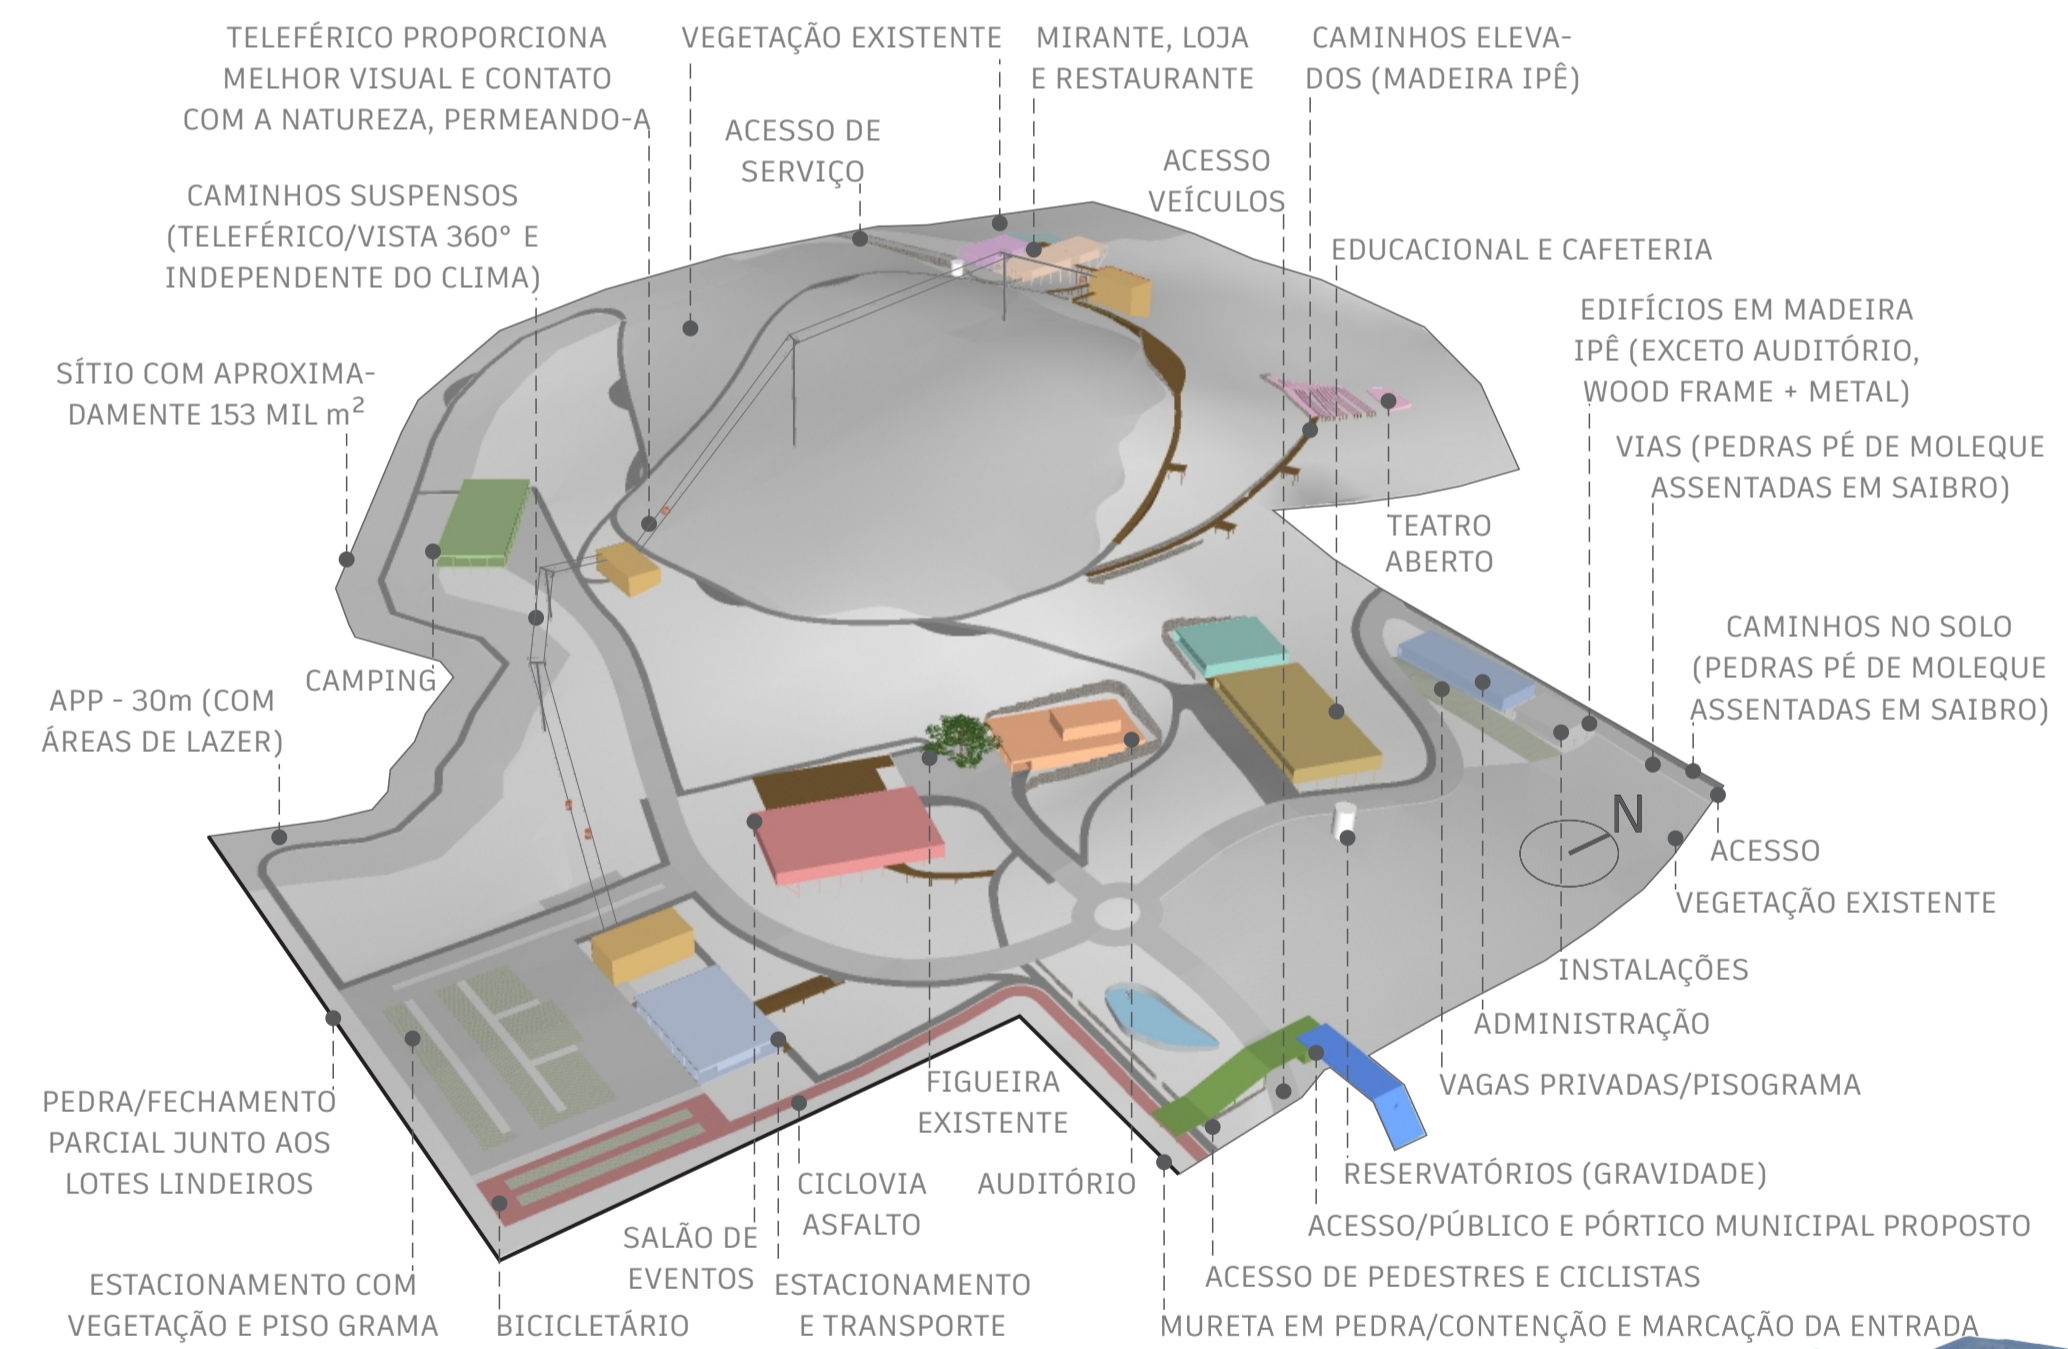 TELEFÉRICO PROPORCIONA
MELHOR VISUAL E CONTATO
COM A NATUREZA, PERMEANDO-A
VEGETAÇÃO EXISTENTE
MIRANTE, LOJA
E RESTAURANTE
CAMINHOS ELEVA-
DOS (MADEIRA IPÊ)
ACESSO DE
SERVIÇO
ACESSO
VEÍCULOS
CAMINHOS SUSPENSOS
(TELEFÉRICO/VISTA 360° E
INDEPENDENTE DO CLIMA)
EDUCACIONAL E CAFETERIA
EDIFÍCIOS EM MADEIRA
IPÊ (EXCETO AUDITÓRIO,
WOOD FRAME + METAL)
SÍTIO COM APROXIMA-
DAMENTE 153 MIL m²
VIAS (PEDRAS PÉ DE MOLEQUE
ASSENTADAS EM SAIBRO)
TEATRO
ABERTO
CAMINHOS NO SOLO
(PEDRAS PÉ DE MOLEQUE
ASSENTADAS EM SAIBRO)
CAMPING
APP - 30m (COM
ÁREAS DE LAZER)
N
ACESSO
VEGETAÇÃO EXISTENTE
INSTALAÇÕES
ADMINISTRAÇÃO
VAGAS PRIVADAS/PISOGRAMA
FIGUEIRA
EXISTENTE
PEDRA/FECHAMENTO
PARCIAL JUNTO AOS
LOTES LINDEIROS
CICLOVIA
ASFALTO
AUDITÓRIO
RESERVATÓRIOS (GRAVIDADE)
ACESSO/PÚBLICO E PÓRTICO MUNICIPAL PROPOSTO
SALÃO DE
EVENTOS
ACESSO DE PEDESTRES E CICLISTAS
ESTACIONAMENTO COM
VEGETAÇÃO E PISO GRAMA
BICICLETÁRIO
ESTACIONAMENTO
E TRANSPORTE
MURETA EM PEDRA/CONTENÇÃO E MARCAÇÃO DA ENTRADA